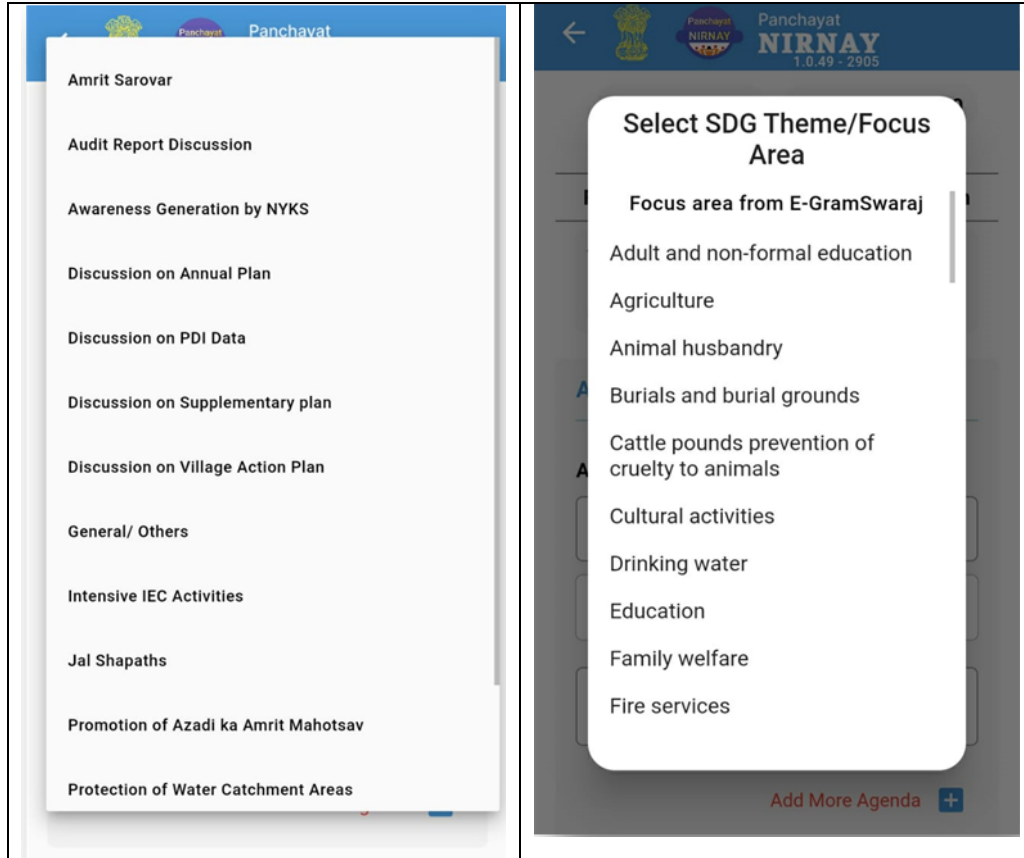 Panchayat
Panchayat
Amrit Sarovar
Audit Report Discussion
Awareness Generation by NYKS
Discussion on Annual Plan
Discussion on PDI Data
Discussion on Supplementary plan
Discussion on Village Action Plan
General/ Others
Intensive IEC Activities
Jal Shapaths
Promotion of Azadi ka Amrit Mahotsav
Protection of Water Catchment Areas
Panchayat
NIRNAY
Panchayat
NIRNAY
1.0.49 - 2905
Select SDG Theme/Focus
Area
Focus area from E-GramSwaraj
Adult and non-formal education
Agriculture
Animal husbandry
Burials and burial grounds
Cattle pounds prevention of
cruelty to animals
Cultural activities
Drinking water
Education
Family welfare
Fire services
Add More Agenda